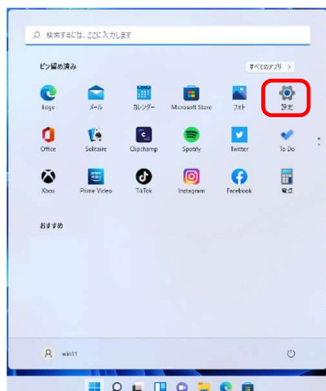 検索するには、ここに入力します
ピン留め済み
すべてのアプリ >
Edge
メール
カレンダー
Microsoft Store
フォト
設定
Office
Solitaire
Clipchamp
Spotify
Twitter
To Do
Xbox
Prime Video
TikTok
Instagram
Facebook
電卓
おすすめ
win11